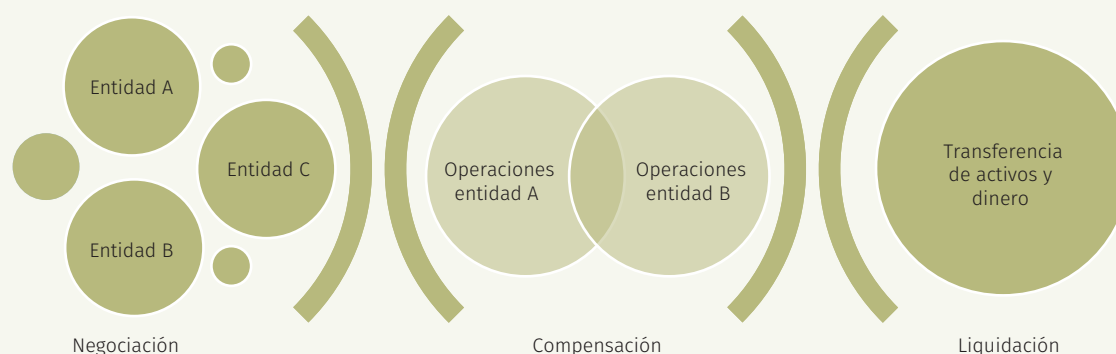 Entidad A
Entidad C
Entidad B
Negociación
Operaciones
entidad A
Operaciones
entidad B
Compensación
Transferencia
de activos y
dinero
Liquidación